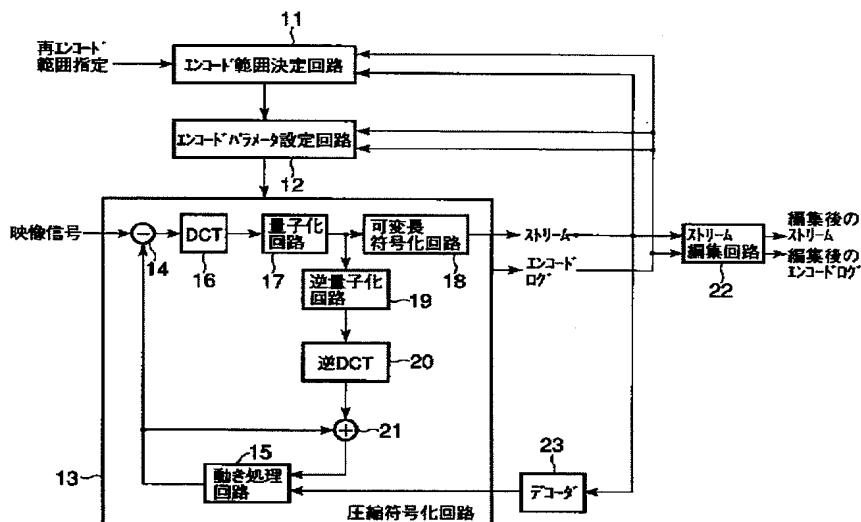 11
再ｴﾝｺｰﾄﾞ
範囲指定
ｴﾝｺｰﾄﾞ範囲決定回路
ｴﾝｺｰﾄﾞﾊﾟﾗﾒｰﾀ設定回路
12
映像信号
14
DCT
16
量子化
回路
17
可変長
符号化回路
18
ｽﾄﾘｰﾑ
ｴﾝｺｰﾄﾞ
ﾛｸﾞ
ｽﾄﾘｰﾑ
編集回路
22
編集後の
ｽﾄﾘｰﾑ
編集後の
ｴﾝｺｰﾄﾞﾛｸﾞ
逆量子化
回路
19
逆DCT
20
21
15
動き処理
回路
13
圧縮符号化回路
23
デコーダ